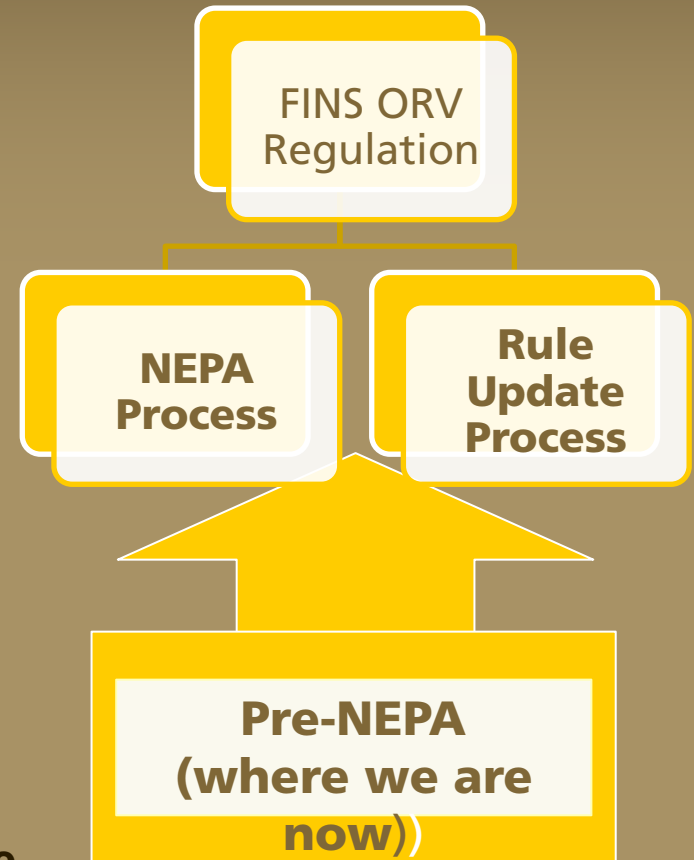 FINS ORV
Regulation
NEPA
Process
Rule
Update
Process
Pre-NEPA
(where we are
now))